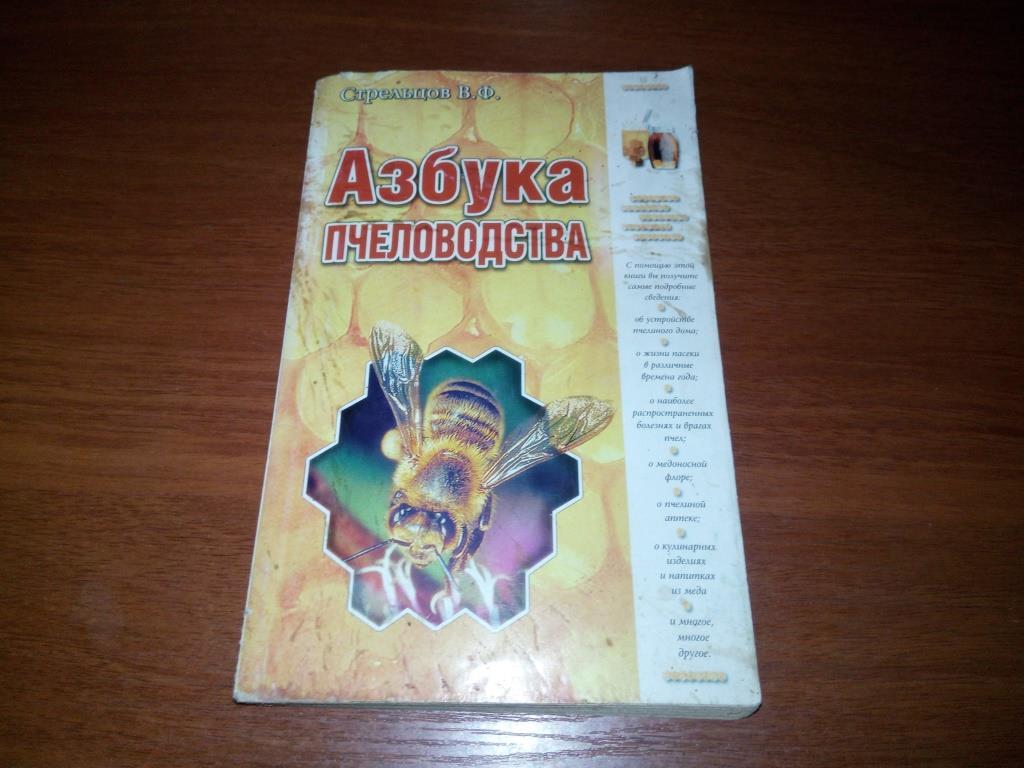 Стрельцов В.Ф.
Азбука
ПЧЕЛОВОДСТВА
С помощью этой
книги вы получите
самые подробные
сведения:
об устройстве
пчелиного дома;
о жизни пасеки
в различные
времена года;
о наиболее
распространенных
болезнях и врагах
пчел;
о медоносной
флоре;
о пчелиной
аптеке;
о кулинарных
изделиях
и напитках
из меда
и многое,
многое
другое.